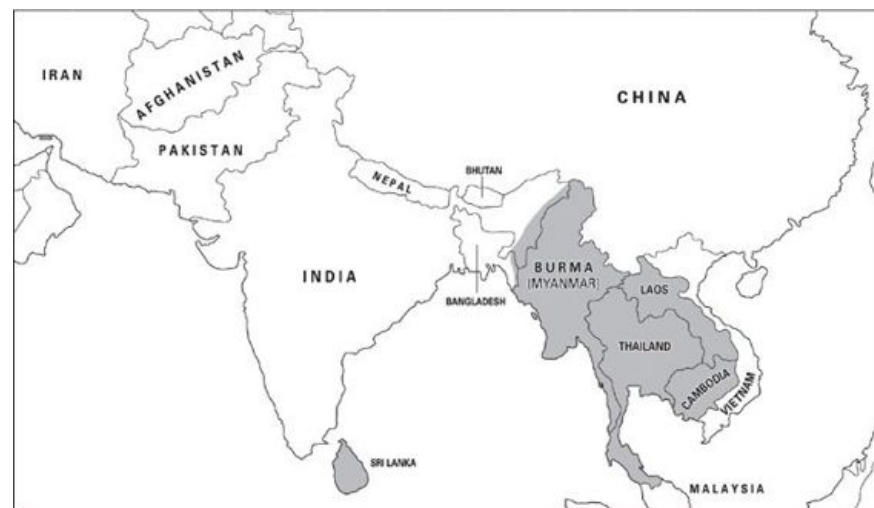 IRAN
AFGHANISTAN
PAKISTAN
CHINA
NEPAL
BHUTAN
INDIA
BANGLADESH
BURMA
(MYANMAR)
LAOS
THAILAND
CAMBODIA
VIETNAM
SRI LANKA
MALAYSIA